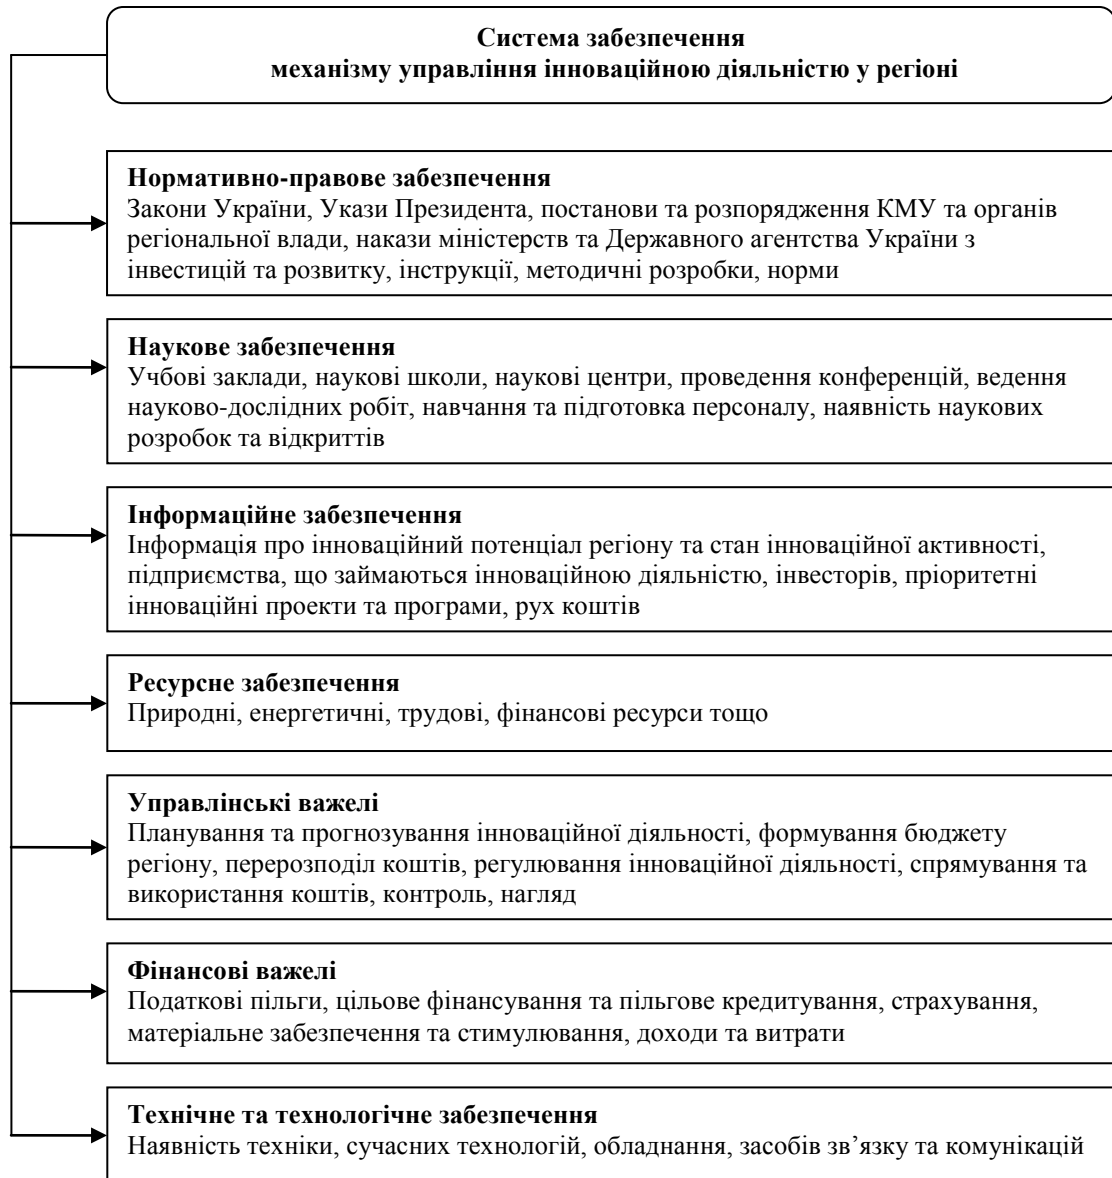 Система забезпечення
механізму управління інноваційною діяльністю у регіоні
Нормативно-правове забезпечення
Закони України, Укази Президента, постанови та розпорядження КМУ та органів
регіональної влади, накази міністерств та Державного агентства України з
інвестицій та розвитку, інструкції, методичні розробки, норми
Наукове забезпечення
Учбові заклади, наукові школи, наукові центри, проведення конференцій, ведення
науково-дослідних робіт, навчання та підготовка персоналу, наявність наукових
розробок та відкриттів
Інформаційне забезпечення
Інформація про інноваційний потенціал регіону та стан інноваційної активності,
підприємства, що займаються інноваційною діяльністю, інвесторів, пріоритетні
інноваційні проекти та програми, рух коштів
Ресурсне забезпечення
Природні, енергетичні, трудові, фінансові ресурси тощо
Управлінські важелі
Планування та прогнозування інноваційної діяльності, формування бюджету
регіону, перерозподіл коштів, регулювання інноваційної діяльності, спрямування та
використання коштів, контроль, нагляд
Фінансові важелі
Податкові пільги, цільове фінансування та пільгове кредитування, страхування,
матеріальне забезпечення та стимулювання, доходи та витрати
Технічне та технологічне забезпечення
Наявність техніки, сучасних технологій, обладнання, засобів зв’язку та комунікацій